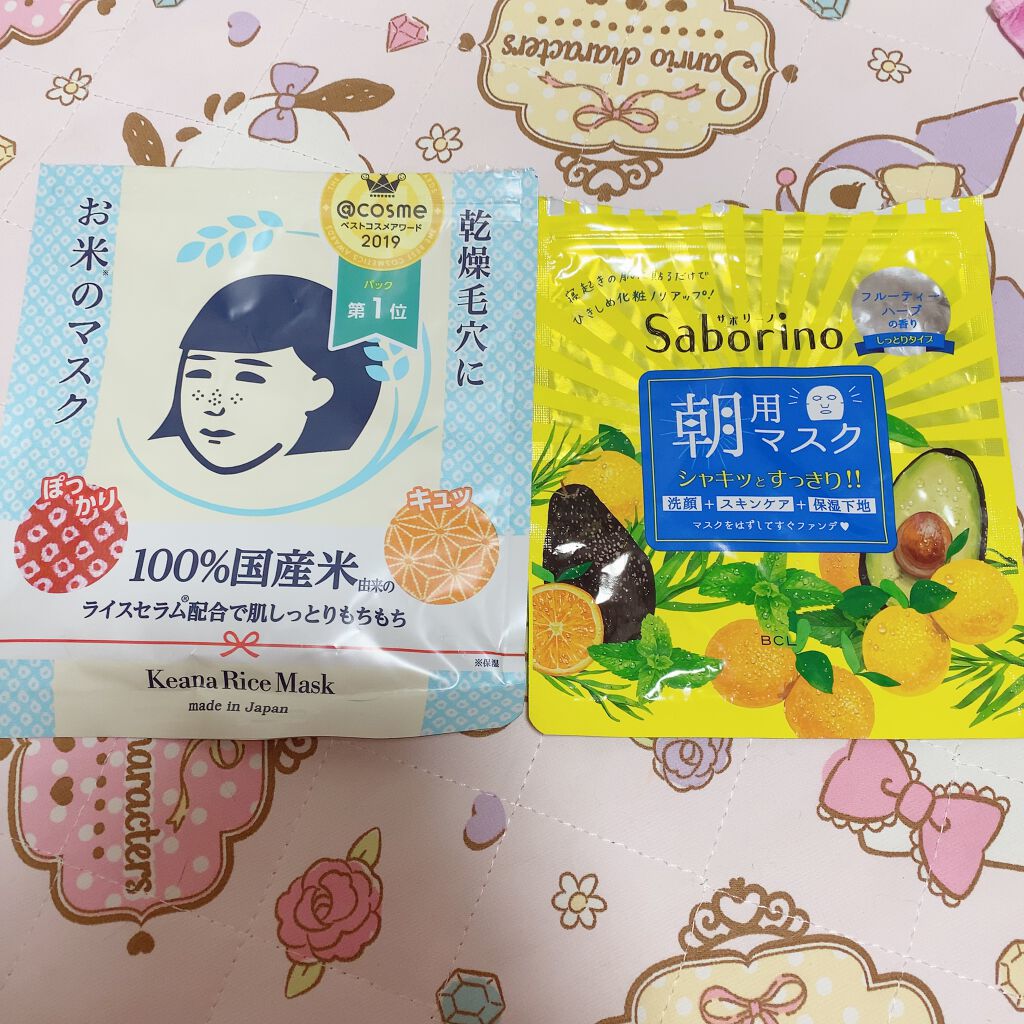 Sanrio characters
お米※のマスク
@cosme
ベストコスメアワード
2019
パック
第1位
乾燥毛穴に
ぽっかり
キュッ
100%国産米由来の
ライスセラム®配合で肌しっとりもちもち
※保湿
Keana Rice Mask
made in Japan
寝起きの肌に貼るだけで
ひきしめ化粧ノリアップ!
サボリーノ
Saborino
フルーティー
ハーブ
の香り
しっとりタイプ
朝用マスク
シャキッとすっきり!!
洗顔+スキンケア+保湿下地
マスクをはずしてすぐファンデ♥
BCL
characters